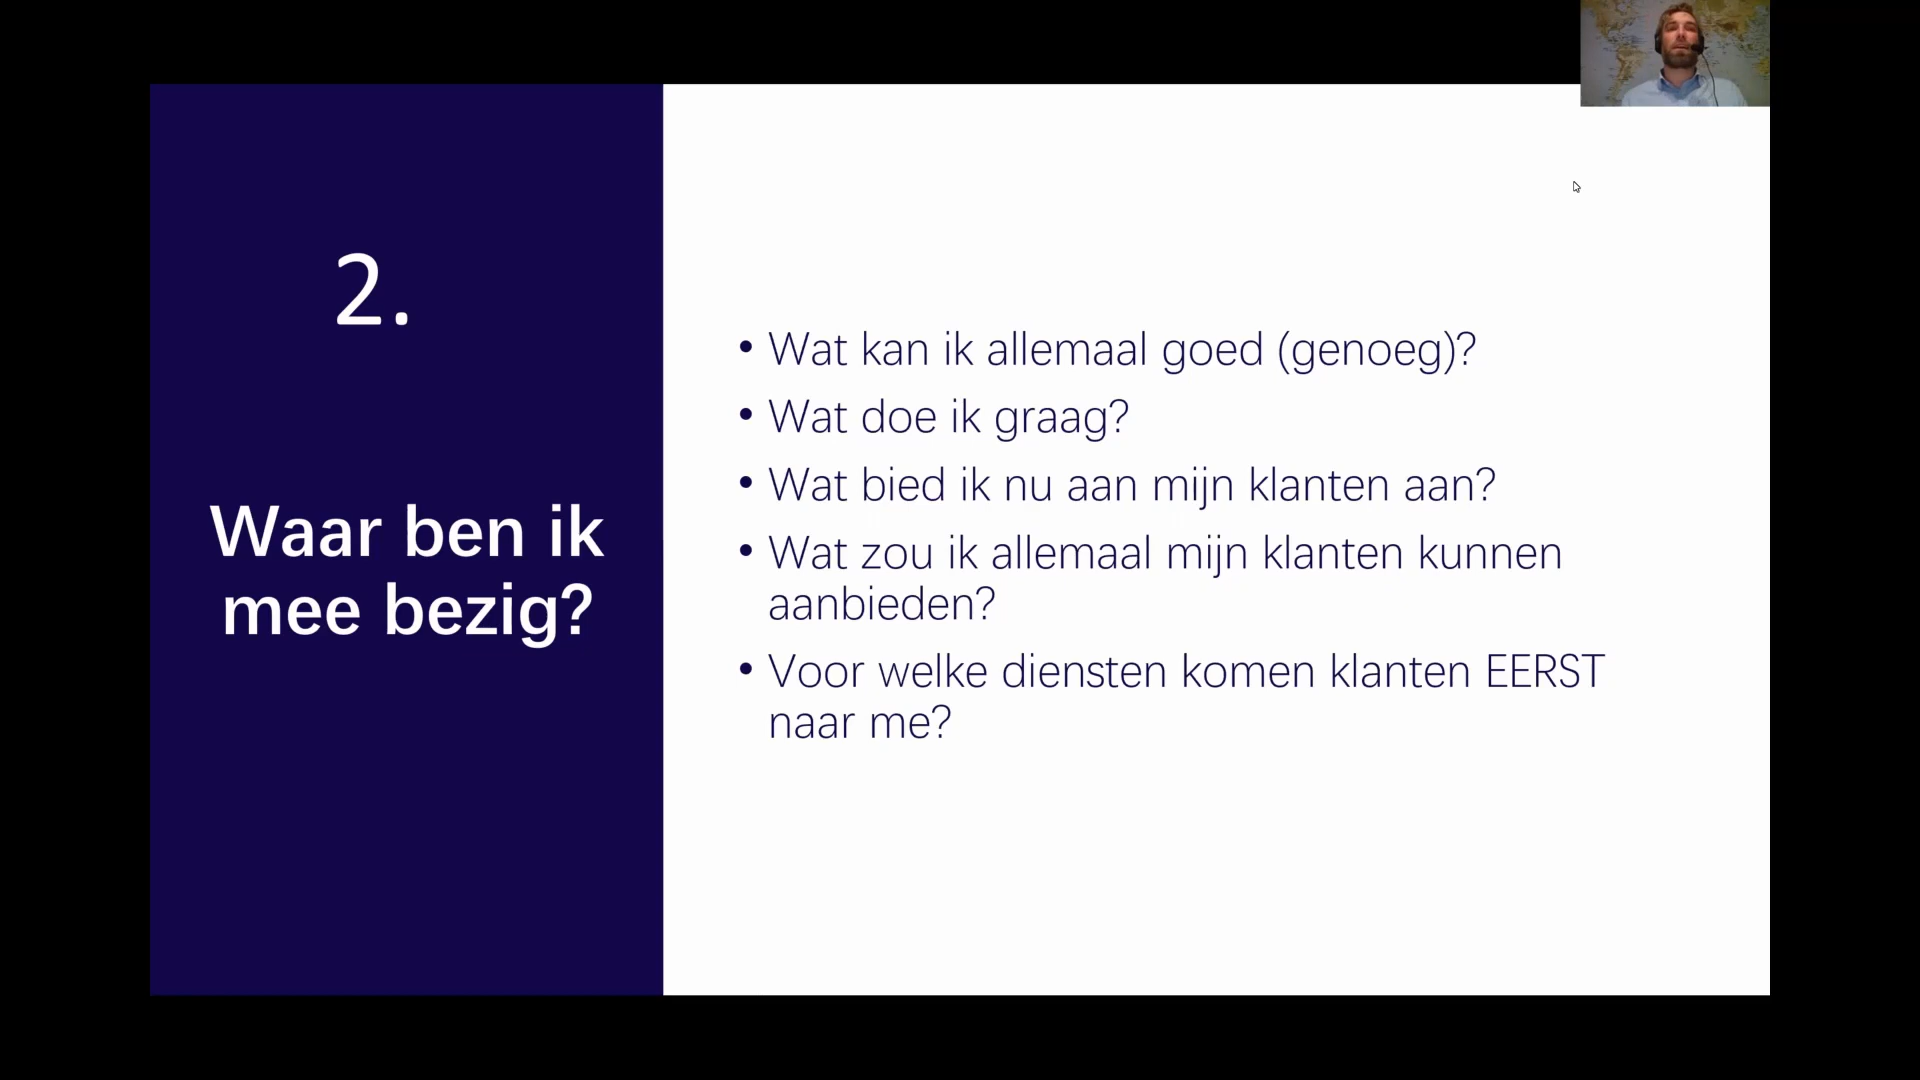 2.
Waar ben ik
mee bezig?
• Wat kan ik allemaal goed (genoeg)?
• Wat doe ik graag?
• Wat bied ik nu aan mijn klanten aan?
• Wat zou ik allemaal mijn klanten kunnen
aanbieden?
• Voor welke diensten komen klanten EERST
naar me?